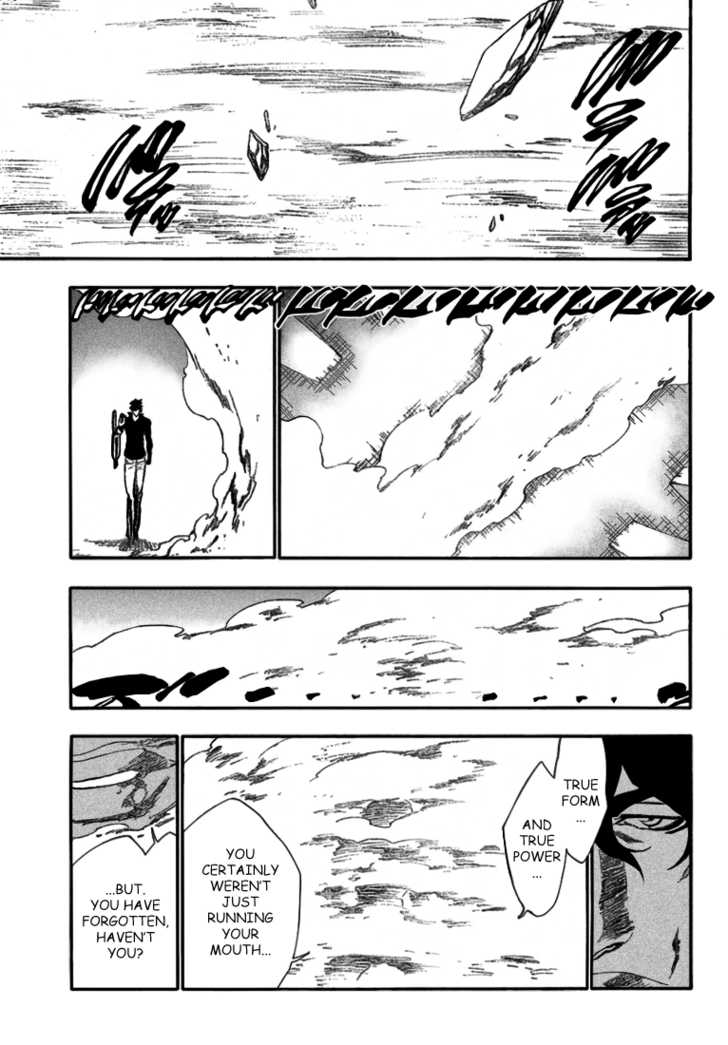 TRUE
FORM
...
AND
TRUE
POWER
...
YOU
CERTAINLY
WEREN'T
JUST
RUNNING
YOUR
MOUTH...
...BUT,
YOU HAVE
FORGOTTEN,
HAVEN'T
YOU?